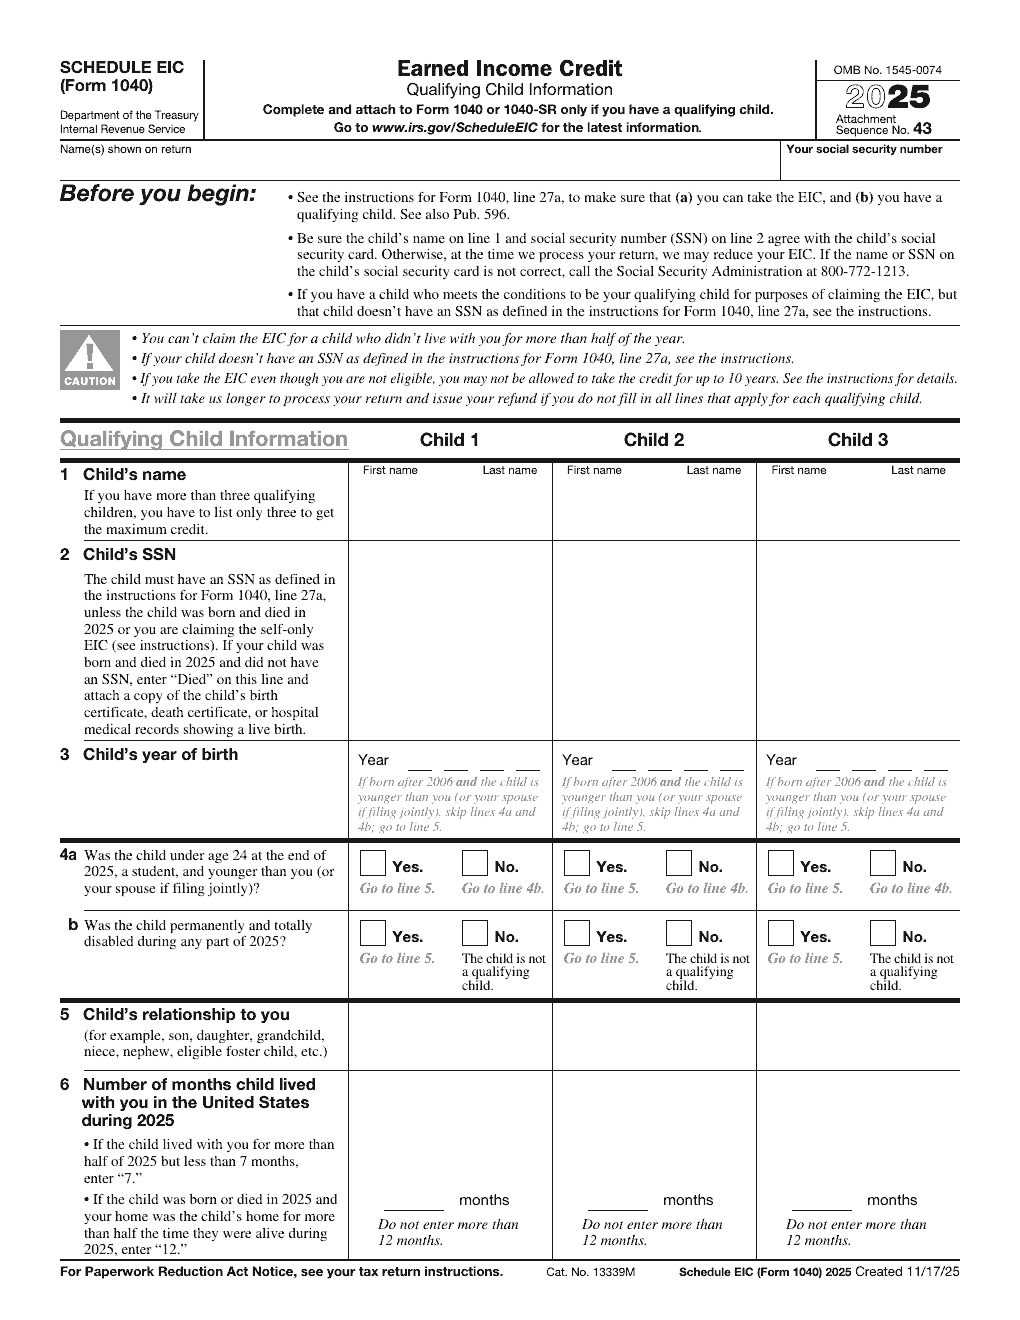 SCHEDULE EIC
(Form 1040)
Department of the Treasury
Internal Revenue Service
Earned Income Credit
Qualifying Child Information
Complete and attach to Form 1040 or 1040-SR only if you have a qualifying child.
Go to www.irs.gov/ScheduleEIC for the latest information.
OMB No. 1545-0074
2025
Attachment
Sequence No. 43
Name(s) shown on return
Your social security number
Before you begin:
• See the instructions for Form 1040, line 27a, to make sure that (a) you can take the EIC, and (b) you have a
qualifying child. See also Pub. 596.
• Be sure the child’s name on line 1 and social security number (SSN) on line 2 agree with the child’s social
security card. Otherwise, at the time we process your return, we may reduce your EIC. If the name or SSN on
the child’s social security card is not correct, call the Social Security Administration at 800-772-1213.
• If you have a child who meets the conditions to be your qualifying child for purposes of claiming the EIC, but
that child doesn’t have an SSN as defined in the instructions for Form 1040, line 27a, see the instructions.
CAUTION
• You can’t claim the EIC for a child who didn’t live with you for more than half of the year.
• If your child doesn’t have an SSN as defined in the instructions for Form 1040, line 27a, see the instructions.
• If you take the EIC even though you are not eligible, you may not be allowed to take the credit for up to 10 years. See the instructions for details.
• It will take us longer to process your return and issue your refund if you do not fill in all lines that apply for each qualifying child.
Qualifying Child Information Child 1 Child 2 Child 3
1 Child’s name
If you have more than three qualifying
children, you have to list only three to get
the maximum credit.
First name Last name First name Last name First name Last name
2 Child’s SSN
The child must have an SSN as defined in
the instructions for Form 1040, line 27a,
unless the child was born and died in
2025 or you are claiming the self-only
EIC (see instructions). If your child was
born and died in 2025 and did not have
an SSN, enter “Died” on this line and
attach a copy of the child’s birth
certificate, death certificate, or hospital
medical records showing a live birth.
3 Child’s year of birth
Year
If born after 2006 and the child is
younger than you (or your spouse
if filing jointly), skip lines 4a and
4b; go to line 5.
Year
If born after 2006 and the child is
younger than you (or your spouse
if filing jointly), skip lines 4a and
4b; go to line 5.
Year
If born after 2006 and the child is
younger than you (or your spouse
if filing jointly), skip lines 4a and
4b; go to line 5.
4a Was the child under age 24 at the end of
2025, a student, and younger than you (or
your spouse if filing jointly)?
Yes. No. Yes. No. Yes. No.
Go to line 5. Go to line 4b. Go to line 5. Go to line 4b. Go to line 5. Go to line 4b.
b Was the child permanently and totally
disabled during any part of 2025?
Yes. No. Yes. No. Yes. No.
Go to line 5.
The child is not
a qualifying
child.
Go to line 5.
The child is not
a qualifying
child.
Go to line 5.
The child is not
a qualifying
child.
5 Child’s relationship to you
(for example, son, daughter, grandchild,
niece, nephew, eligible foster child, etc.)
6 Number of months child lived
with you in the United States
during 2025
• If the child lived with you for more than
half of 2025 but less than 7 months,
enter “7.”
• If the child was born or died in 2025 and
your home was the child’s home for more
than half the time they were alive during
2025, enter “12.”
months
Do not enter more than
12 months.
months
Do not enter more than
12 months.
months
Do not enter more than
12 months.
For Paperwork Reduction Act Notice, see your tax return instructions. Cat. No. 13339M Schedule EIC (Form 1040) 2025 Created 11/17/25